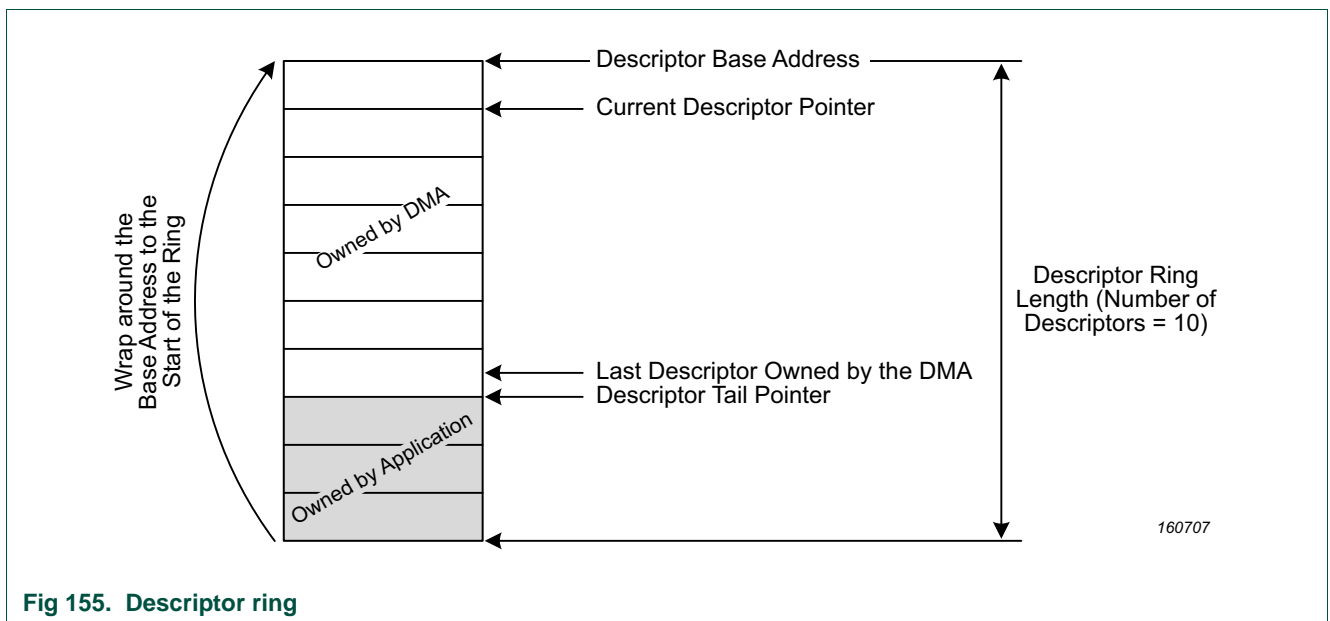 Descriptor Base Address
Current Descriptor Pointer
Wrap around the
Base Address to the
Start of the Ring
Owned by DMA
Descriptor Ring
Length (Number of
Descriptors = 10)
Last Descriptor Owned by the DMA
Descriptor Tail Pointer
Owned by Application
160707
Fig 155. Descriptor ring